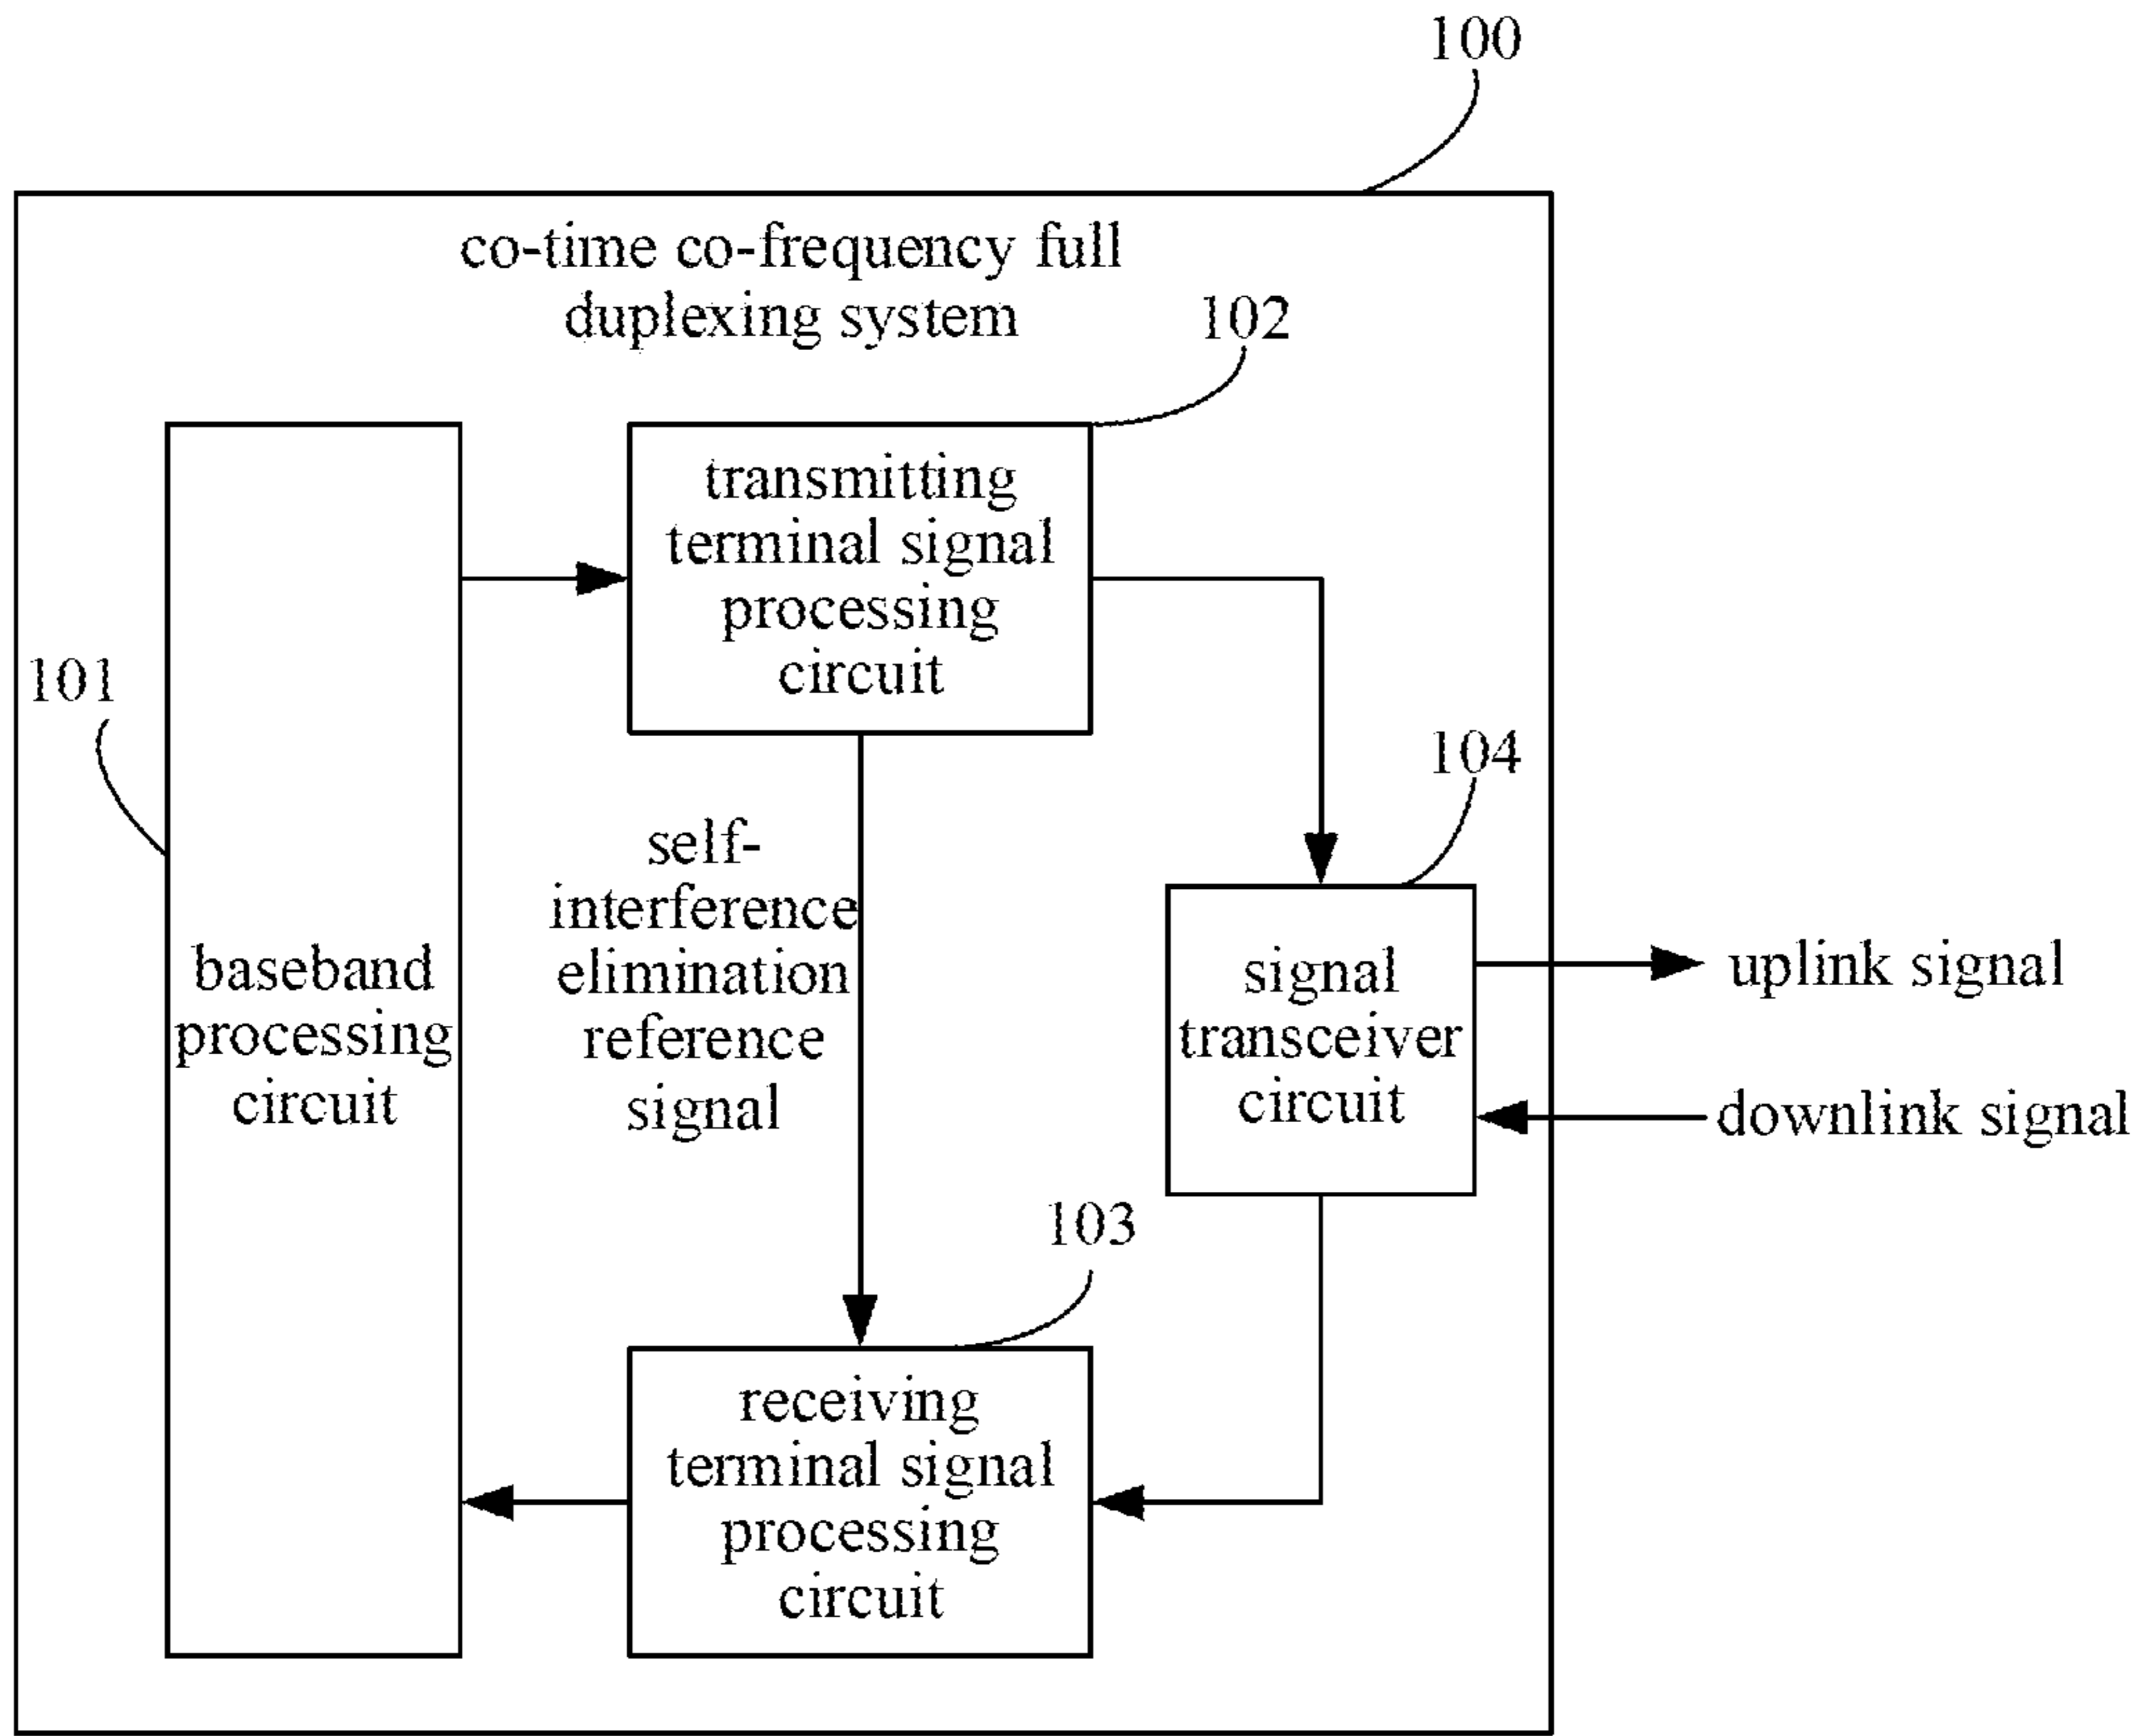 100
co-time co-frequency full
duplexing system
102
transmitting
terminal signal
processing
circuit
101
104
self-
interference
elimination
reference
signal
baseband
processing
circuit
signal
transceiver
circuit
uplink signal
downlink signal
103
receiving
terminal signal
processing
circuit